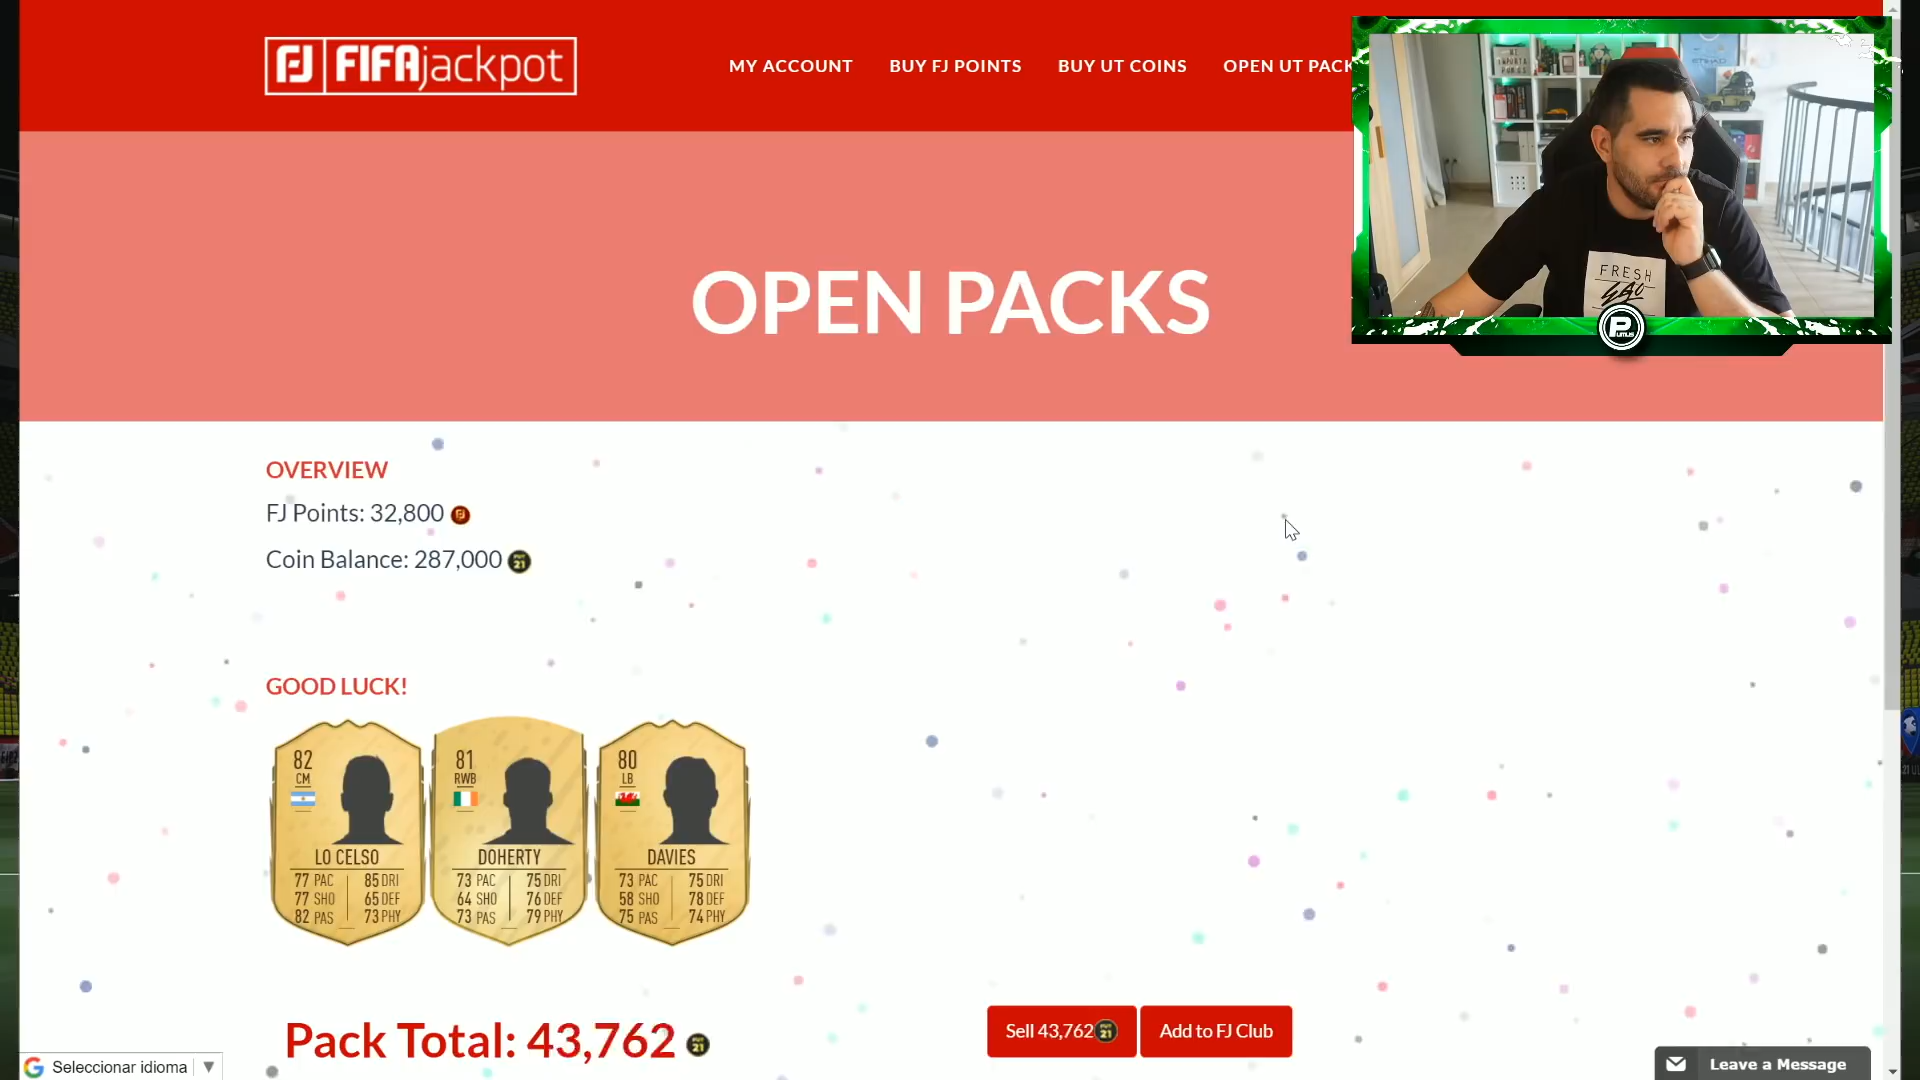 FJ FIFAjackpot
MY ACCOUNT BUY FJ POINTS BUY UT COINS OPEN UT PACK
OPEN PACKS
FRESH
OVERVIEW
FJ Points: 32,800
Coin Balance: 287,000
GOOD LUCK!
82
CM
LO CELSO
77 PAC 85 DRI
77 SHO 65 DEF
82 PAS 73 PHY
81
RWB
DOHERTY
73 PAC 75 DRI
64 SHO 76 DEF
73 PAS 79 PHY
80
LB
DAVIES
73 PAC 75 DRI
58 SHO 78 DEF
75 PAS 74 PHY
Pack Total: 43,762
Sell 43,762
Add to FJ Club
Seleccionar idioma ▼
Leave a Message